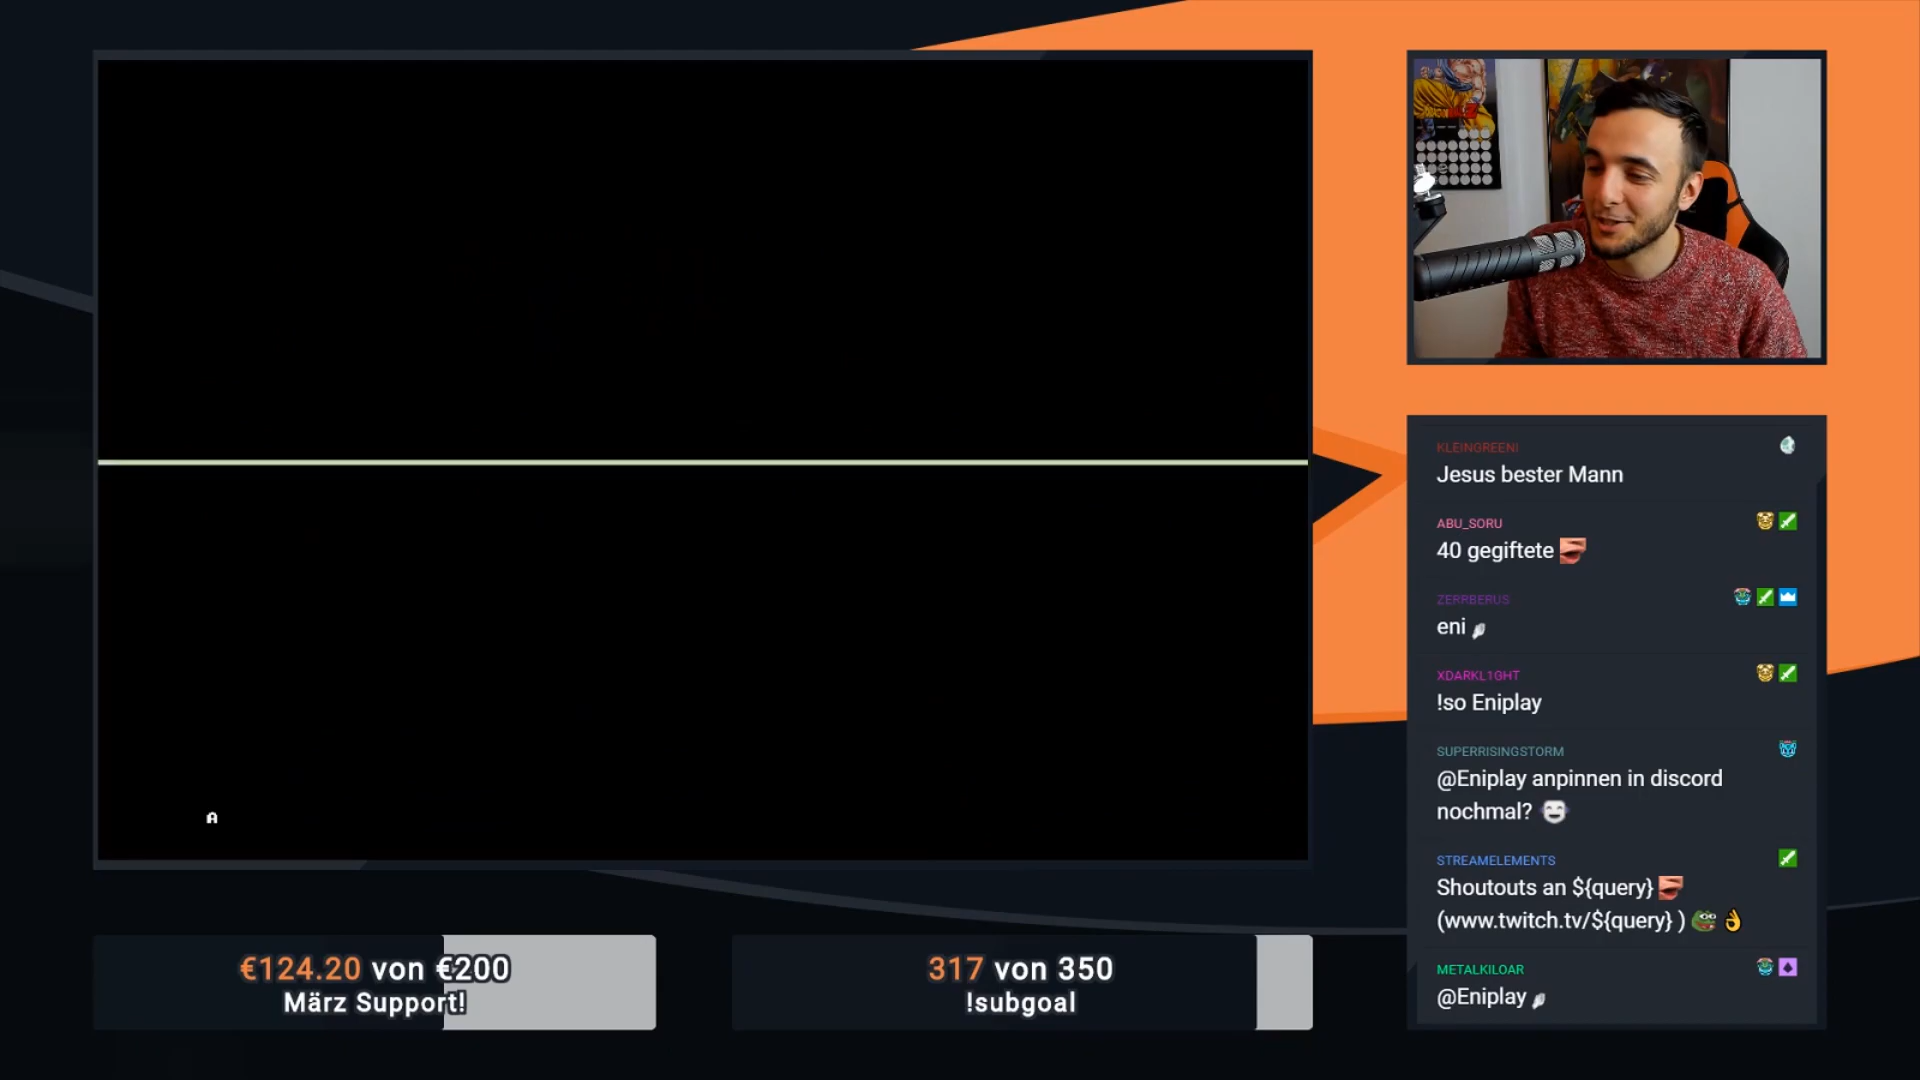 A
KLEINGREENI
Jesus bester Mann
ABU_SORU
40 gegiftete
ZERRBERUS
eni
XDARKL1GHT
!so Eniplay
SUPERRISINGSTORM
@Eniplay anpinnen in discord
nochmal?
STREAMELEMENTS
Shoutouts an ${query}
(www.twitch.tv/${query} )
METALKILOAR
@Eniplay
€124.20 von €200
März Support!
317 von 350
!subgoal